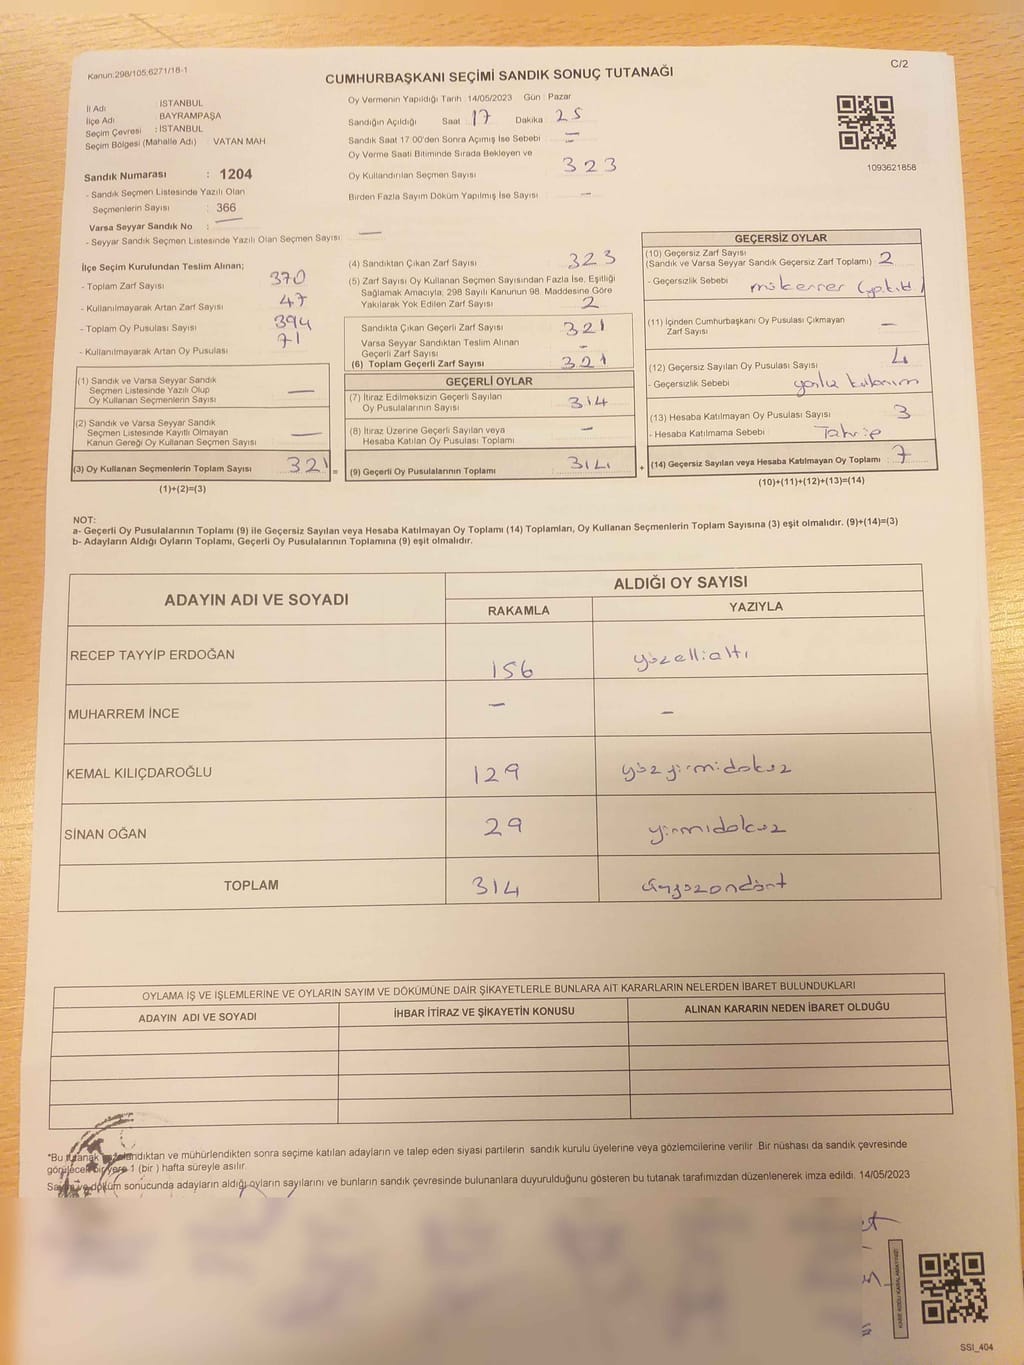 Kanun:298/105;6271/18-1
C/2
CUMHURBAŞKANI SEÇİMİ SANDIK SONUÇ TUTANAĞI
İl Adı : İSTANBUL
İlçe Adı BAYRAMPAŞA
Seçim Çevresi : İSTANBUL
Seçim Bölgesi (Mahalle Adı) VATAN MAH
Sandık Numarası : 1204
- Sandık Seçmen Listesinde Yazılı Olan
Seçmenlerin Sayısı : 366
Varsa Seyyar Sandık No : —
- Seyyar Sandık Seçmen Listesinde Yazılı Olan Seçmen Sayısı —
Oy Vermenin Yapıldığı Tarih 14/05/2023 Gün : Pazar
Sandığın Açıldığı Saat 17 Dakika 25
Sandık Saat 17:00'den Sonra Açımış İse Sebebi —
Oy Verme Saati Bitiminde Sırada Bekleyen ve
Oy Kullandırılan Seçmen Sayısı 323
Birden Fazla Sayım Döküm Yapılmış İse Sayısı —
1093621858
İlçe Seçim Kurulundan Teslim Alınan;
- Toplam Zarf Sayısı 370
- Kullanılmayarak Artan Zarf Sayısı 47
- Toplam Oy Pusulası Sayısı 394
- Kullanılmayarak Artan Oy Pusulası 71
(1) Sandık ve Varsa Seyyar Sandık
Seçmen Listesinde Yazılı Olup
Oy Kullanan Seçmenlerin Sayısı —
(2) Sandık ve Varsa Seyyar Sandık
Seçmen Listesinde Kayıtlı Olmayan
Kanun Gereği Oy Kullanan Seçmen Sayısı —
(3) Oy Kullanan Seçmenlerin Toplam Sayısı 321
(1)+(2)=(3)
(4) Sandıktan Çıkan Zarf Sayısı 323
(5) Zarf Sayısı Oy Kullanan Seçmen Sayısından Fazla İse, Eşitliği
Sağlamak Amacıyla, 298 Sayılı Kanunun 98. Maddesine Göre
Yakılarak Yok Edilen Zarf Sayısı 2
Sandıkta Çıkan Geçerli Zarf Sayısı 321
Varsa Seyyar Sandıktan Teslim Alınan
Geçerli Zarf Sayısı —
(6) Toplam Geçerli Zarf Sayısı 321
GEÇERLİ OYLAR
(7) İtiraz Edilmeksizin Geçerli Sayılan
Oy Pusulalarının Sayısı 314
(8) İtiraz Üzerine Geçerli Sayılan veya
Hesaba Katılan Oy Pusulası Toplamı —
= (9) Geçerli Oy Pusulalarının Toplamı 314
GEÇERSİZ OYLAR
(10) Geçersiz Zarf Sayısı
(Sandık ve Varsa Seyyar Sandık Geçersiz Zarf Toplamı) 2
- Geçersizlik Sebebi mükerrer
(11) İçinden Cumhurbaşkanı Oy Pusulası Çıkmayan
Zarf Sayısı —
(12) Geçersiz Sayılan Oy Pusulası Sayısı 4
- Geçersizlik Sebebi yanlış kullanım
(13) Hesaba Katılmayan Oy Pusulası Sayısı 3
- Hesaba Katılmama Sebebi Tahrip
+ (14) Geçersiz Sayılan veya Hesaba Katılmayan Oy Toplamı 7
(10)+(11)+(12)+(13)=(14)
NOT:
a- Geçerli Oy Pusulalarının Toplamı (9) ile Geçersiz Sayılan veya Hesaba Katılmayan Oy Toplamı (14) Toplamları, Oy Kullanan Seçmenlerin Toplam Sayısına (3) eşit olmalıdır. (9)+(14)=(3)
b- Adayların Aldığı Oyların Toplamı, Geçerli Oy Pusulalarının Toplamına (9) eşit olmalıdır.
ADAYIN ADI VE SOYADI
ALDIĞI OY SAYISI
RAKAMLA YAZIYLA
RECEP TAYYİP ERDOĞAN 156 yüzellialtı
MUHARREM İNCE — —
KEMAL KILIÇDAROĞLU 129 yüzyirmidokuz
SİNAN OĞAN 29 yirmidokuz
TOPLAM 314 üçyüzondört
OYLAMA İŞ VE İŞLEMLERİNE VE OYLARIN SAYIM VE DÖKÜMÜNE DAİR ŞİKAYETLERLE BUNLARA AİT KARARLARIN NELERDEN İBARET BULUNDUKLARI
ADAYIN ADI VE SOYADI İHBAR İTİRAZ VE ŞİKAYETİN KONUSU ALINAN KARARIN NEDEN İBARET OLDUĞU
*Bu tutanak imzalandıktan ve mühürlendikten sonra seçime katılan adayların ve talep eden siyasi partilerin sandık kurulu üyelerine veya gözlemcilerine verilir Bir nüshası da sandık çevresinde
görülecek bir yere 1 (bir ) hafta süreyle asılır.
Sayım ve döküm sonucunda adayların aldığı oyların sayılarını ve bunların sandık çevresinde bulunanlara duyurulduğunu gösteren bu tutanak tarafımızdan düzenlenerek imza edildi. 14/05/2023
SSI_404